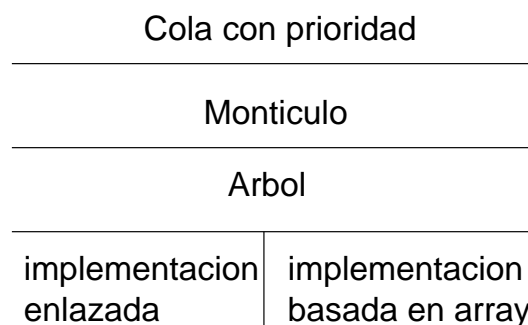 Cola con prioridad
Monticulo
Arbol
implementacion
enlazada
implementacion
basada en array